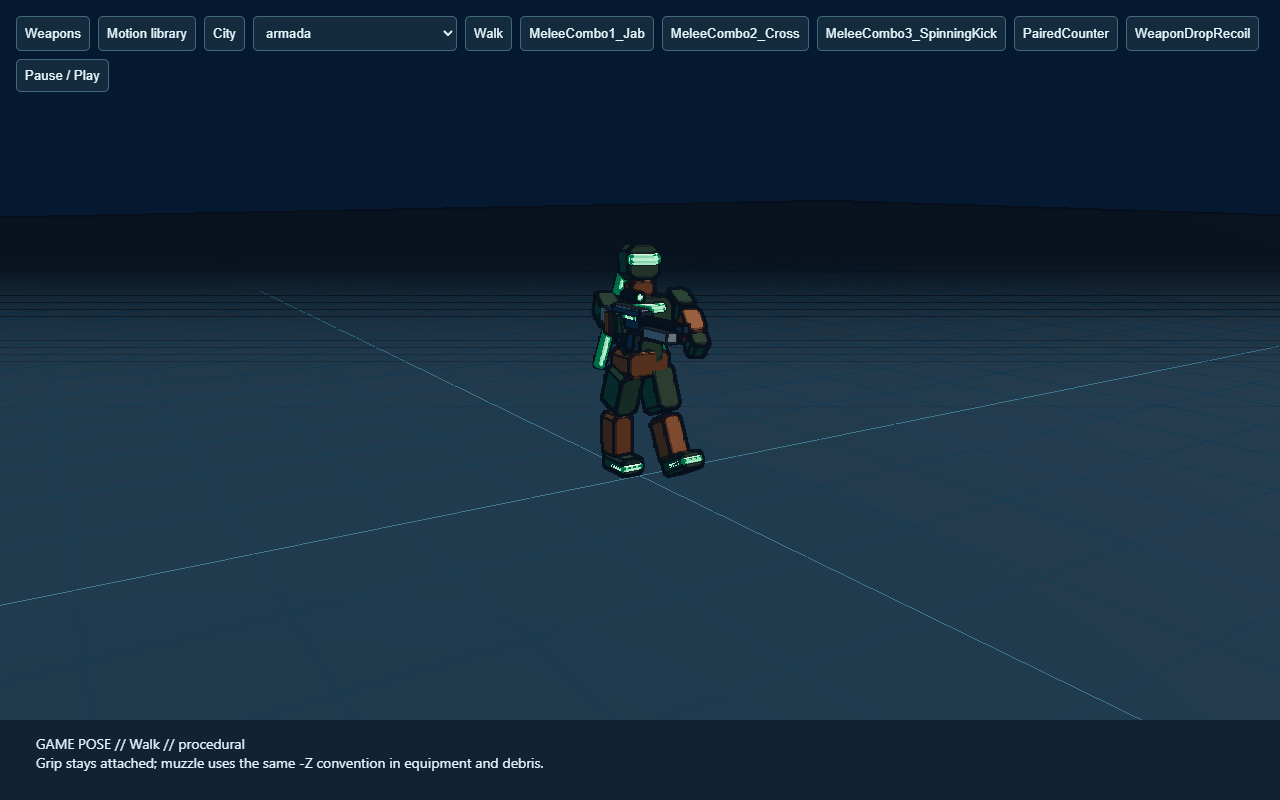 Weapons Motion library City armada Walk MeleeCombo1_Jab MeleeCombo2_Cross MeleeCombo3_SpinningKick PairedCounter WeaponDropRecoil
Pause / Play
GAME POSE // Walk // procedural
Grip stays attached; muzzle uses the same -Z convention in equipment and debris.